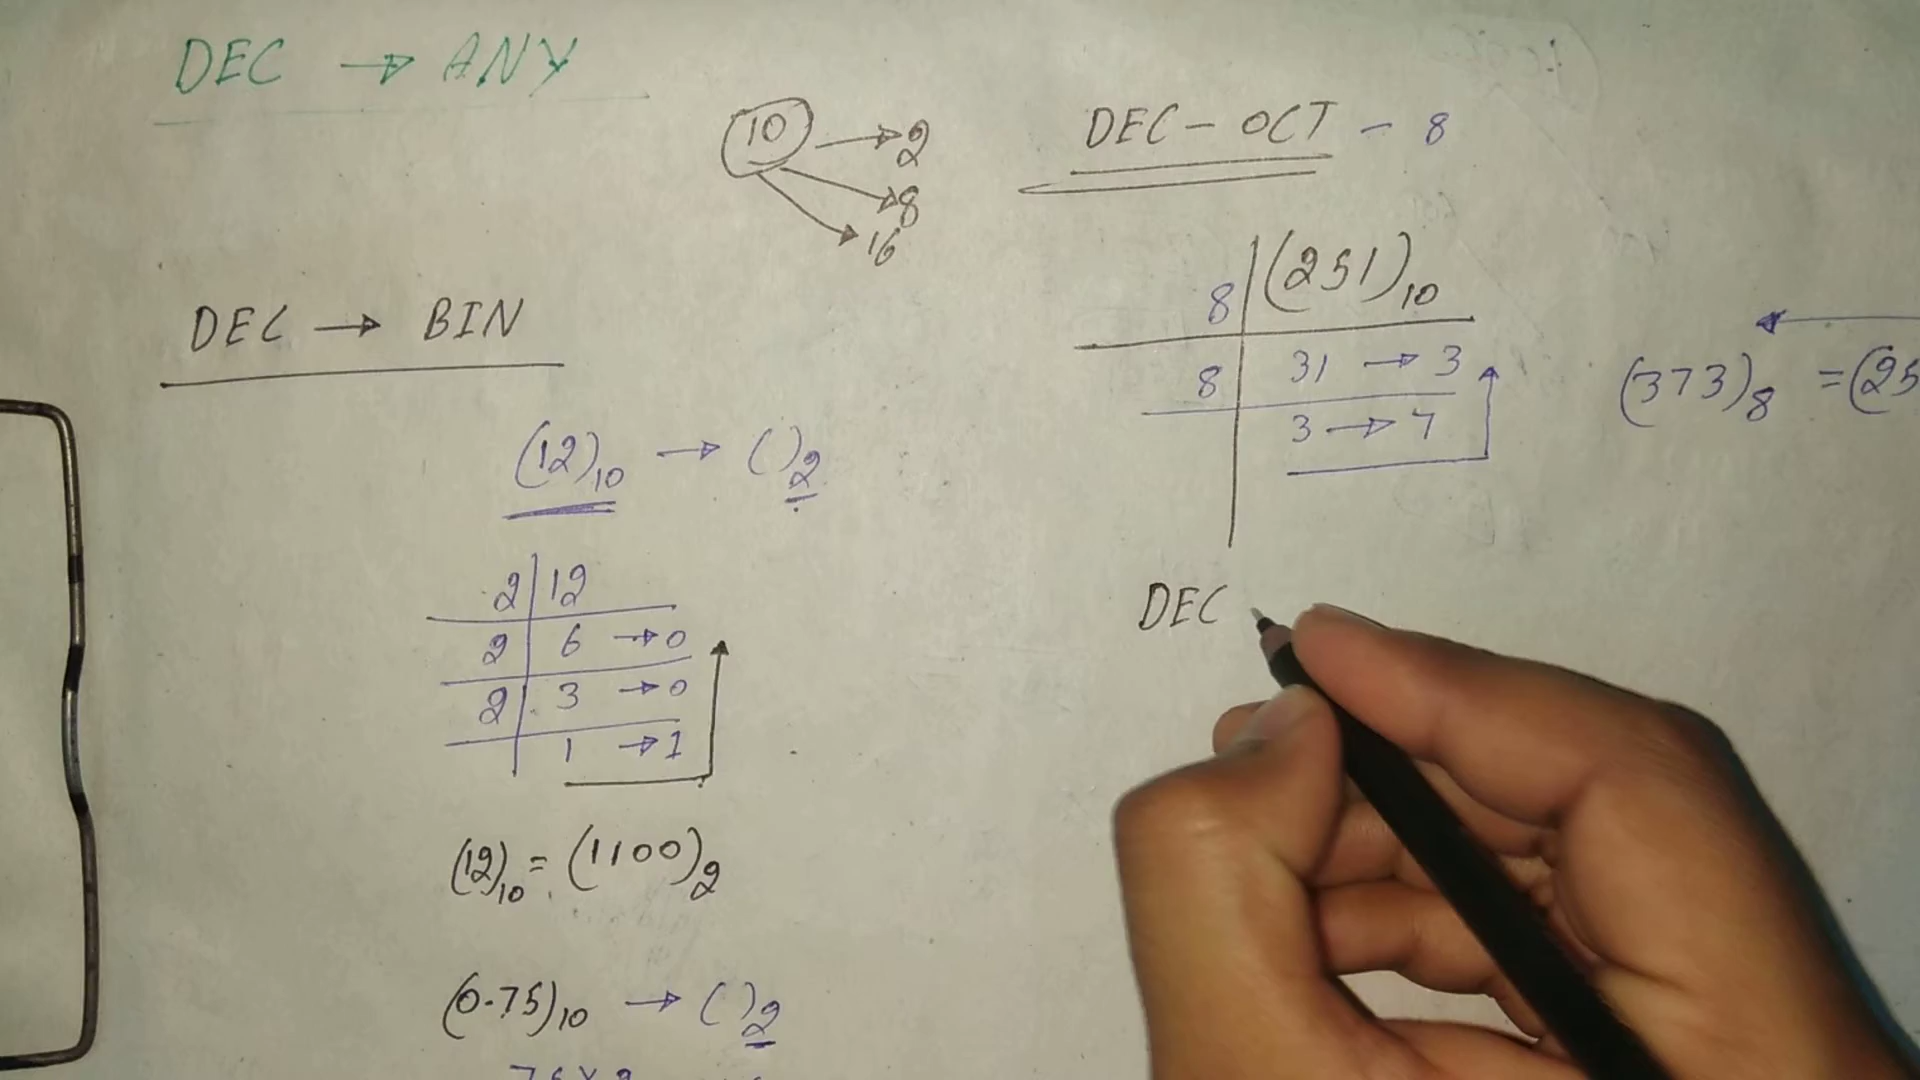 DEC → ANY
10 → 2
→ 8
→ 16
DEC → BIN
(12)10 → ( )2
2 | 12
2 | 6 → 0
2 | 3 → 0
1 → 1
(12)10 = (1100)2
(0.75)10 → ( )2
DEC - OCT - 8
8 | (251)10
8 | 31 → 3
3 → 7
(373)8 = (25
DEC